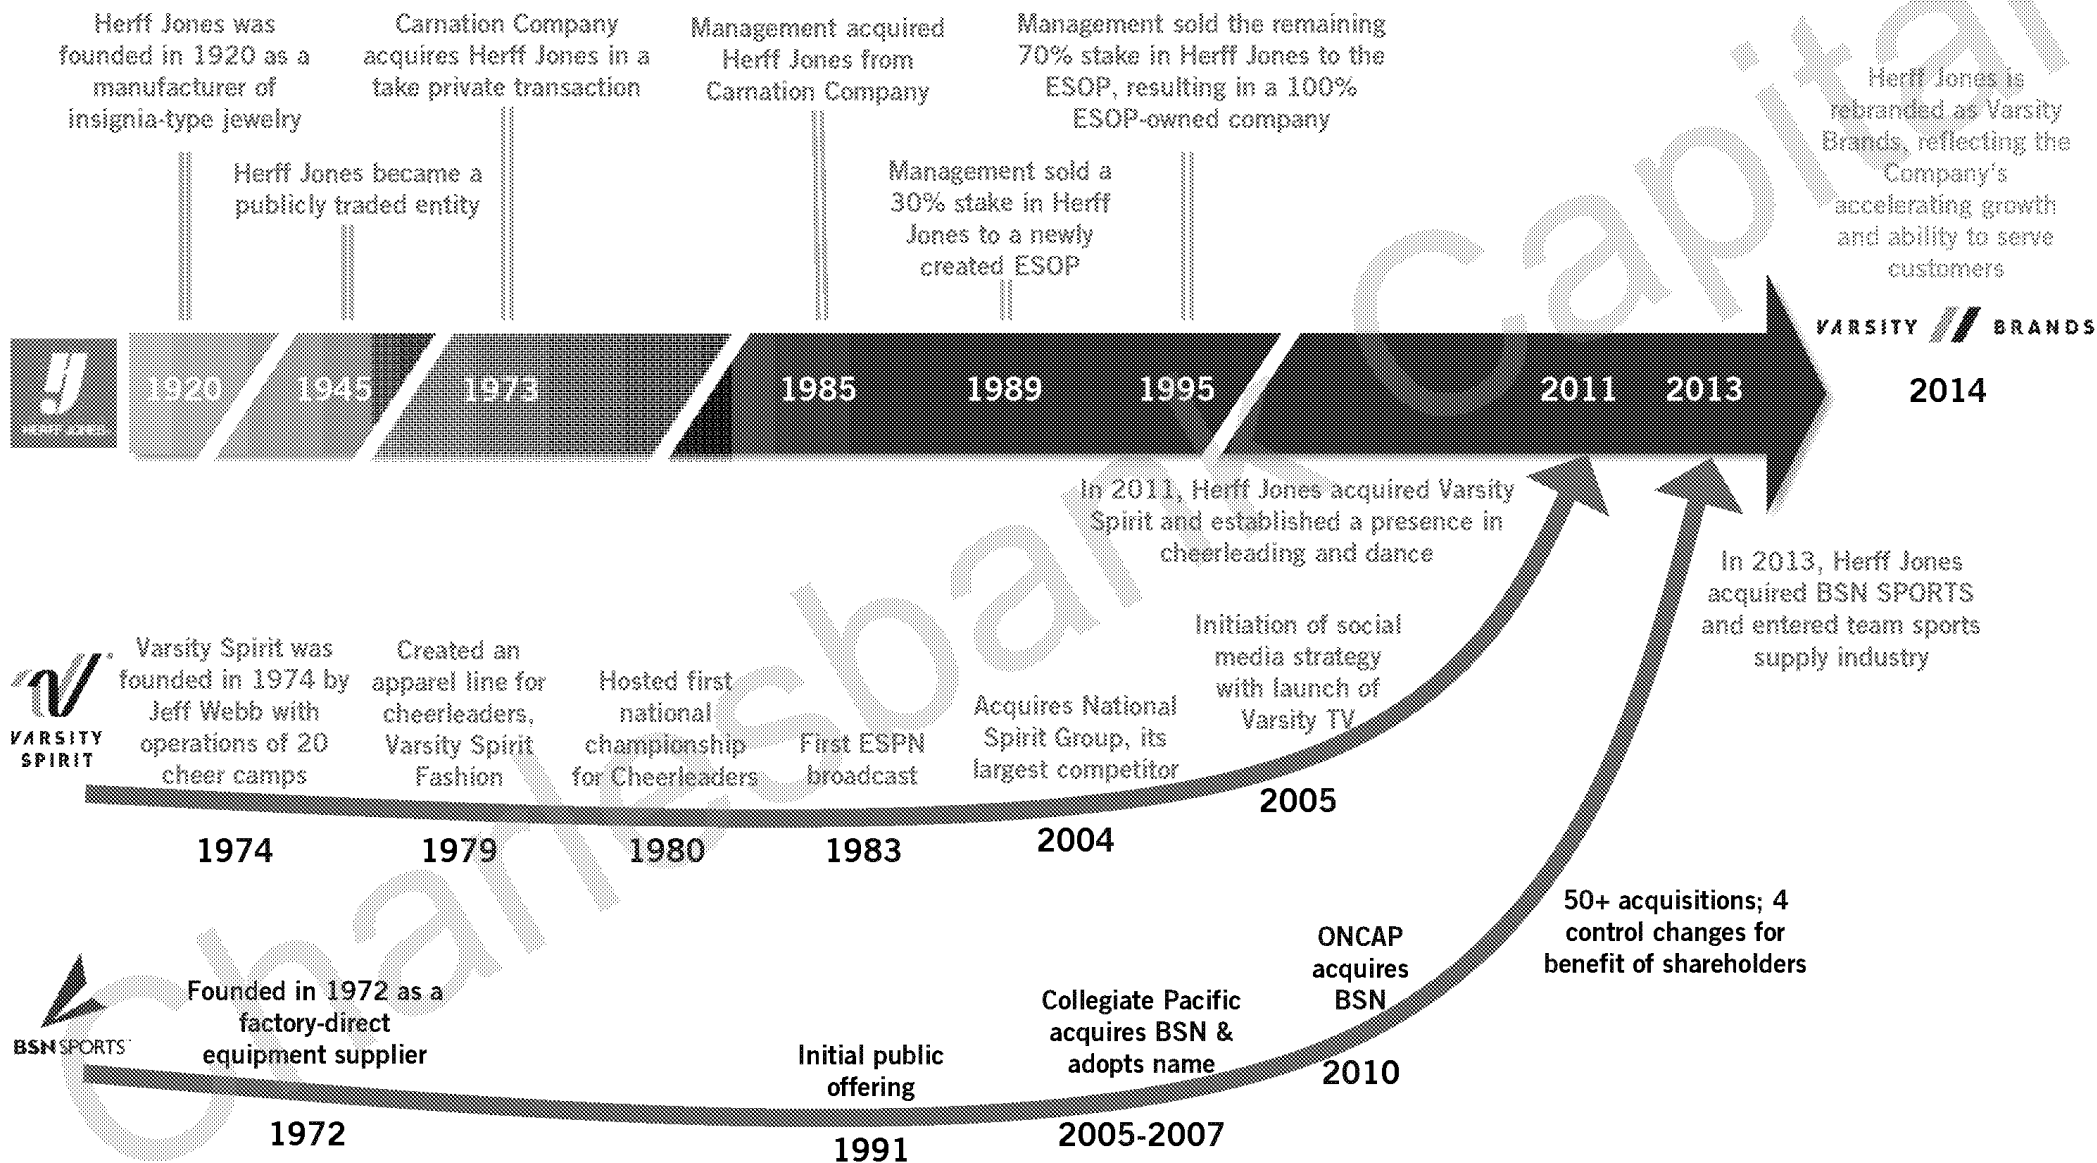 Herff Jones was
founded in 1920 as a
manufacturer of
insignia-type jewelry
Herff Jones became a
publicly traded entity
Carnation Company
acquires Herff Jones in a
take private transaction
Management acquired
Herff Jones from
Carnation Company
Management sold a
30% stake in Herff
Jones to a newly
created ESOP
Management sold the remaining
70% stake in Herff Jones to the
ESOP, resulting in a 100%
ESOP-owned company
Herff Jones is
rebranded as Varsity
Brands, reflecting the
Company's
accelerating growth
and ability to serve
customers
VARSITY BRANDS
HERFF JONES
1920 1945 1973 1985 1989 1995 2011 2013 2014
In 2011, Herff Jones acquired Varsity
Spirit and established a presence in
cheerleading and dance
In 2013, Herff Jones
acquired BSN SPORTS
and entered team sports
supply industry
VARSITY
SPIRIT
Varsity Spirit was
founded in 1974 by
Jeff Webb with
operations of 20
cheer camps
1974
Created an
apparel line for
cheerleaders,
Varsity Spirit
Fashion
1979
Hosted first
national
championship
for Cheerleaders
1980
First ESPN
broadcast
1983
Acquires National
Spirit Group, its
largest competitor
2004
Initiation of social
media strategy
with launch of
Varsity TV
2005
BSN SPORTS
Founded in 1972 as a
factory-direct
equipment supplier
1972
Initial public
offering
1991
Collegiate Pacific
acquires BSN &
adopts name
2005-2007
ONCAP
acquires
BSN
2010
50+ acquisitions; 4
control changes for
benefit of shareholders
Charlesbank Capital